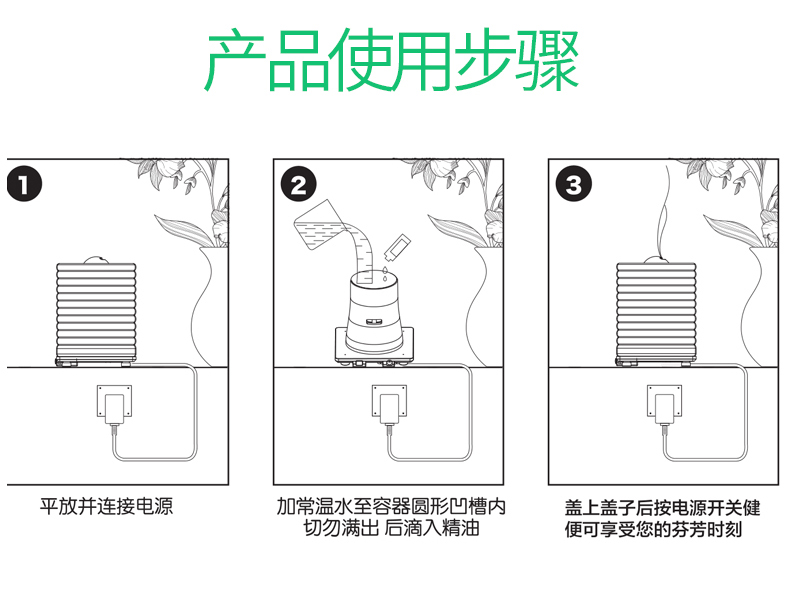 产品使用步骤
1
2
3
平放并连接电源
加常温水至容器圆形凹槽内
切勿满出 后滴入精油
盖上盖子后按电源开关健
便可享受您的芬芳时刻